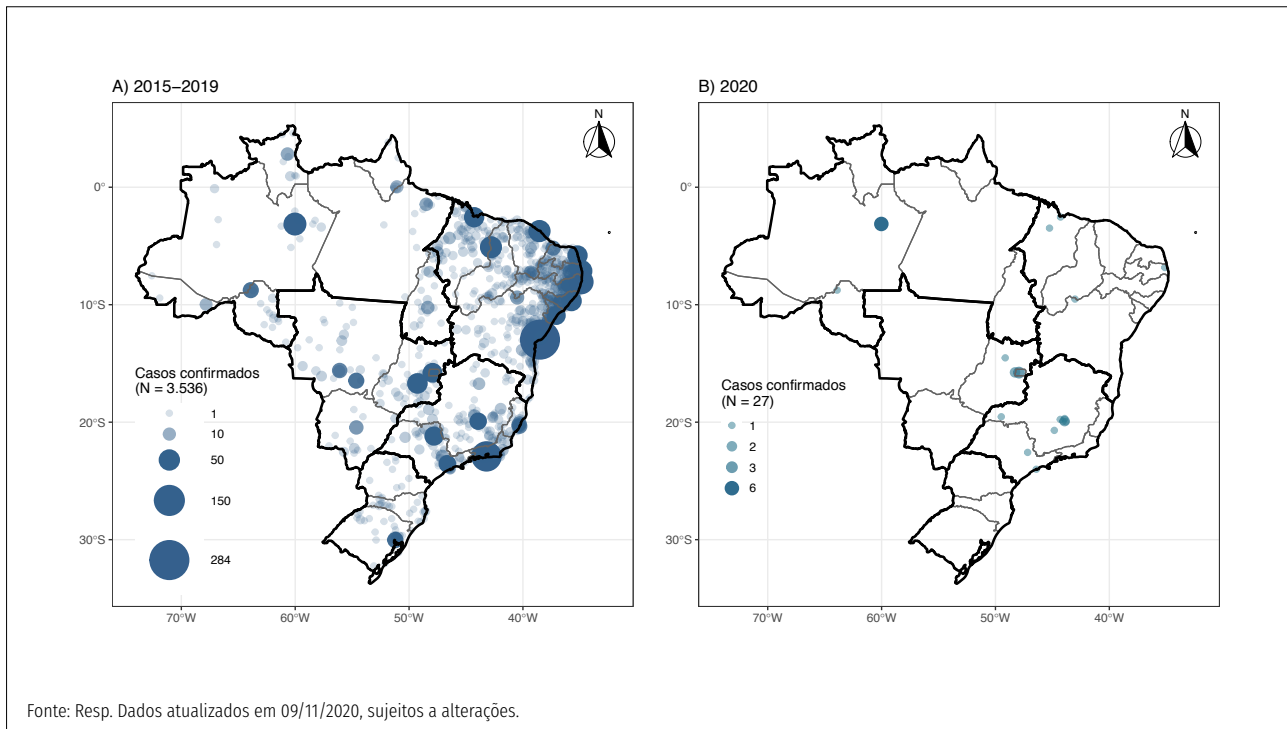 A) 2015–2019
N
0°
10°S
20°S
30°S
70°W
60°W
50°W
40°W
Casos confirmados
(N = 3.536)
1
10
50
150
284
B) 2020
N
0°
10°S
20°S
30°S
70°W
60°W
50°W
40°W
Casos confirmados
(N = 27)
1
2
3
6
Fonte: Resp. Dados atualizados em 09/11/2020, sujeitos a alterações.